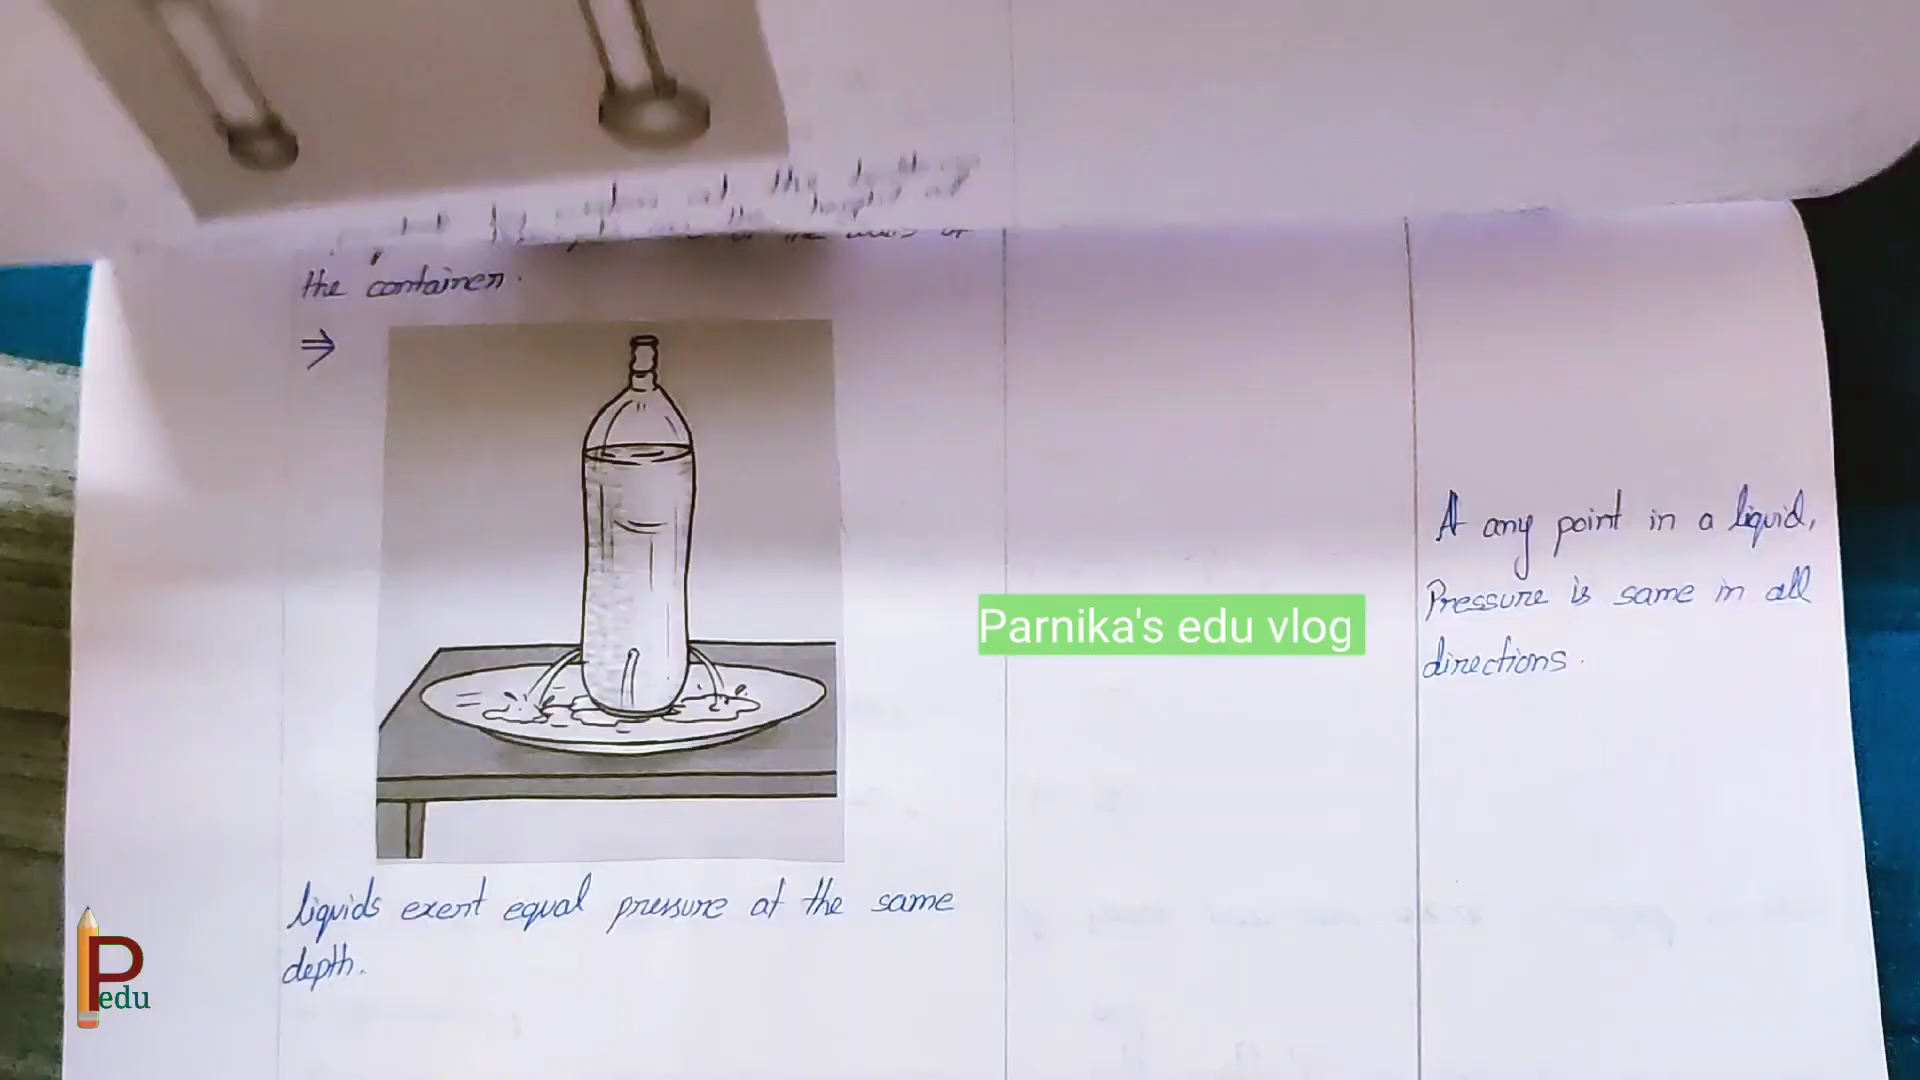 the container.
⇒
liquids exert equal pressure at the same
depth.
At any point in a liquid,
Pressure is same in all
directions.
Parnika's edu vlog
P
edu